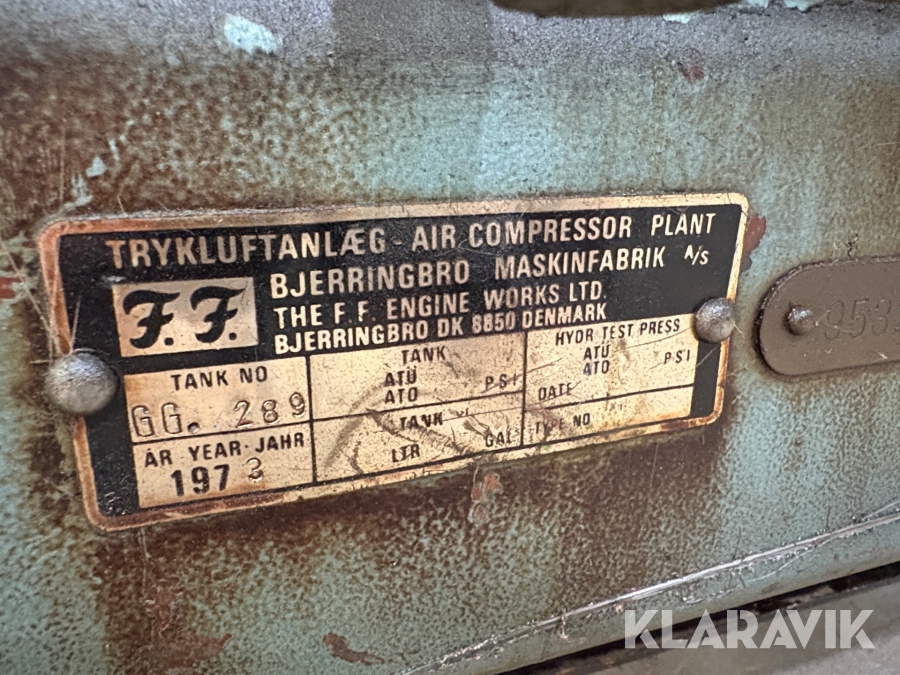 TRYKLUFTANLÆG - AIR COMPRESSOR PLANT
BJERRINGBRO MASKINFABRIK A/S
F.F.
THE F.F. ENGINE WORKS LTD.
BJERRINGBRO DK 8850 DENMARK
TANK NO
GG. 289
ÅR YEAR-JAHR
1973
TANK
ATÜ
ATO
PSI
TANK
LTR
GAL
HYDR TEST PRESS
ATÜ
ATO
PSI
DATE
TYPE NO
KLARAVIK